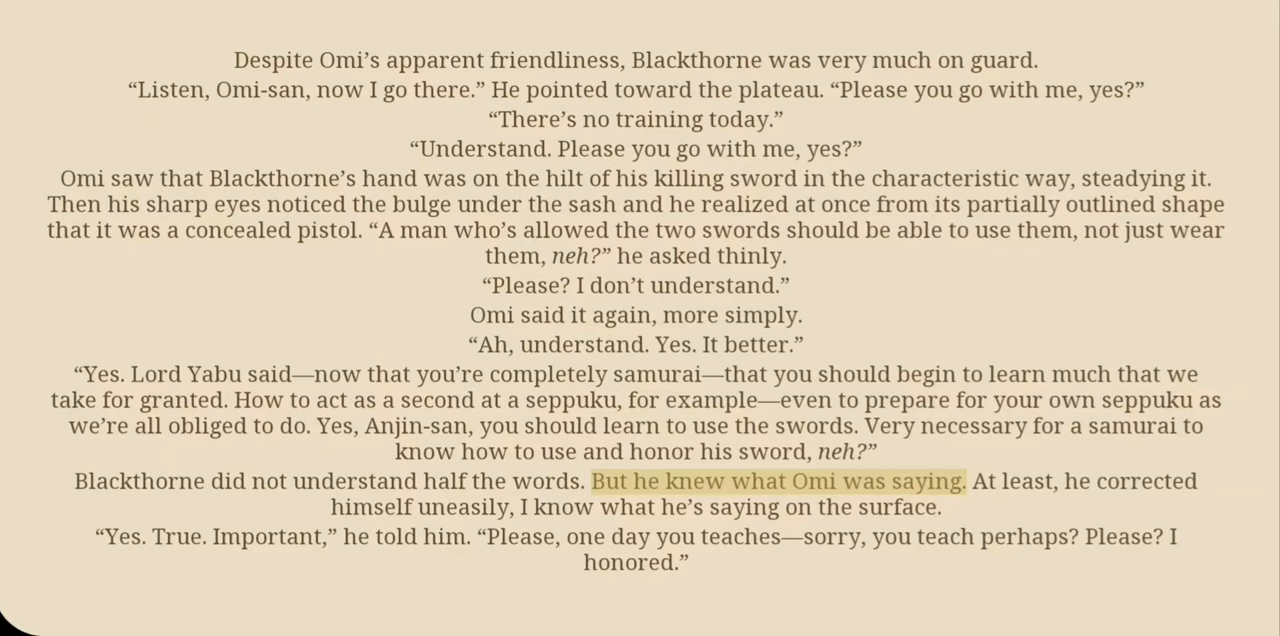 Despite Omi’s apparent friendliness, Blackthorne was very much on guard.
“Listen, Omi-san, now I go there.” He pointed toward the plateau. “Please you go with me, yes?”
“There’s no training today.”
“Understand. Please you go with me, yes?”
Omi saw that Blackthorne’s hand was on the hilt of his killing sword in the characteristic way, steadying it.
Then his sharp eyes noticed the bulge under the sash and he realized at once from its partially outlined shape
that it was a concealed pistol. “A man who’s allowed the two swords should be able to use them, not just wear
them, neh?” he asked thinly.
“Please? I don’t understand.”
Omi said it again, more simply.
“Ah, understand. Yes. It better.”
“Yes. Lord Yabu said—now that you’re completely samurai—that you should begin to learn much that we
take for granted. How to act as a second at a seppuku, for example—even to prepare for your own seppuku as
we’re all obliged to do. Yes, Anjin-san, you should learn to use the swords. Very necessary for a samurai to
know how to use and honor his sword, neh?”
Blackthorne did not understand half the words. But he knew what Omi was saying. At least, he corrected
himself uneasily, I know what he’s saying on the surface.
“Yes. True. Important,” he told him. “Please, one day you teaches—sorry, you teach perhaps? Please? I
honored.”